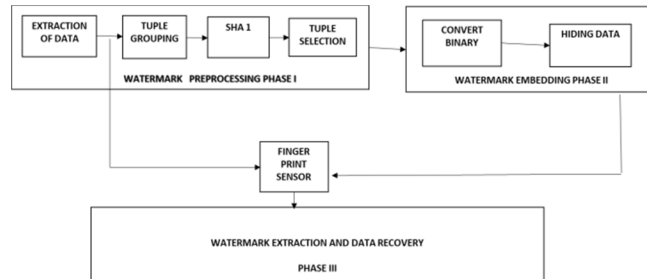 EXTRACTION
OF DATA
TUPLE
GROUPING
SHA 1
TUPLE
SELECTION
WATERMARK PREPROCESSING PHASE I
CONVERT
BINARY
HIDING DATA
WATERMARK EMBEDDING PHASE II
FINGER
PRINT
SENSOR
WATERMARK EXTRACTION AND DATA RECOVERY
PHASE III